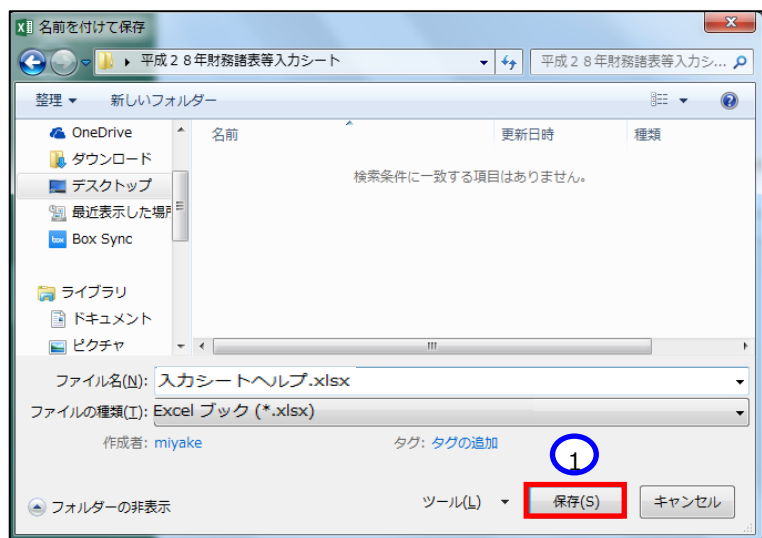 名前を付けて保存
平成２８年財務諸表等入力シート
平成２８年財務諸表等入力シ...
整理
新しいフォルダー
OneDrive
ダウンロード
デスクトップ
最近表示した場所
Box Sync
ライブラリ
ドキュメント
ピクチャ
名前 更新日時 種類
検索条件に一致する項目はありません。
ファイル名(N): 入力シートヘルプ.xlsx
ファイルの種類(T): Excel ブック (*.xlsx)
作成者: miyake タグ: タグの追加
1
フォルダーの非表示 ツール(L) 保存(S) キャンセル